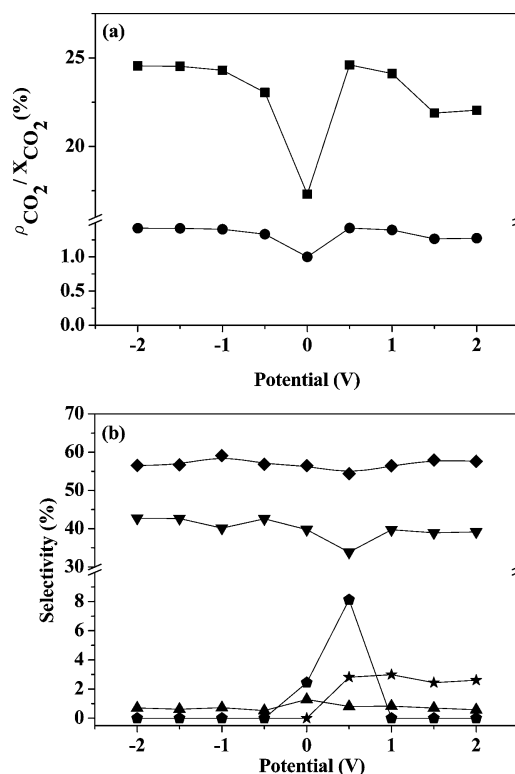 (a)
ρCO2 / XCO2 (%)
25
20
1.0
0.5
0.0
-2 -1 0 1 2
Potential (V)
(b)
Selectivity (%)
70
60
50
40
30
8
6
4
2
0
-2 -1 0 1 2
Potential (V)